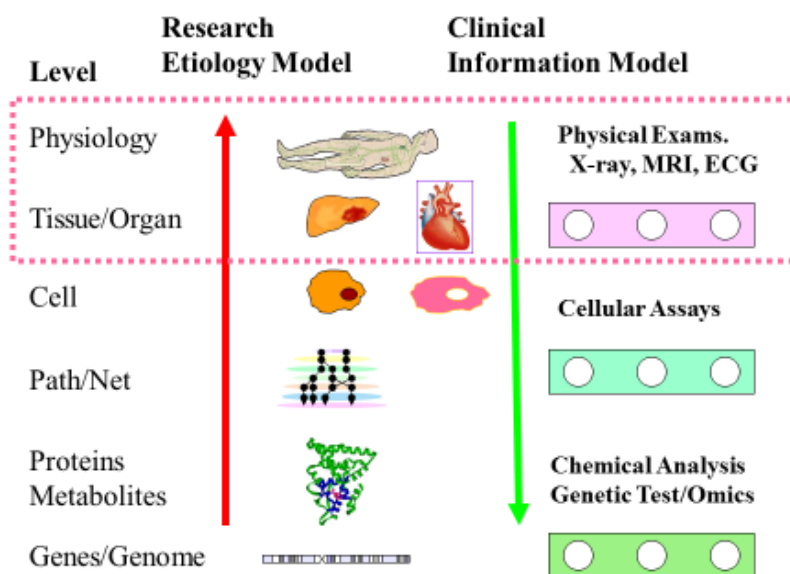 Research
Etiology Model
Clinical
Information Model
Level
Physiology
Physical Exams.
X-ray, MRI, ECG
Tissue/Organ
Cell
Cellular Assays
Path/Net
Proteins
Metabolites
Chemical Analysis
Genetic Test/Omics
Genes/Genome